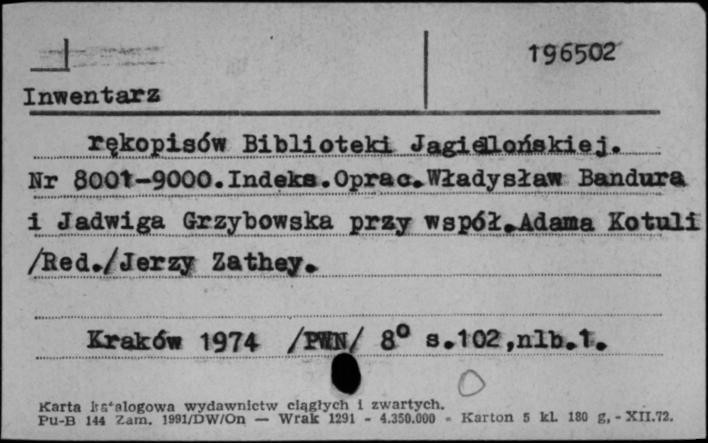 196502
Inwentarz
rękopisów Biblioteki Jagiellońskiej.
Nr 8001-9000.Indeks.Oprac.Władysław Bandura
i Jadwiga Grzybowska przy współ.Adama Kotuli
/Red./Jerzy Zathey.
Kraków 1974 /PWN/ 8° s.102,nlb.1.
Karta katalogowa wydawnictw ciągłych i zwartych.
Pu-B 144 Zam. 1991/DW/On — Wrak 1291 - 4.350.000 - Karton 5 kl. 180 g, - XII.72.